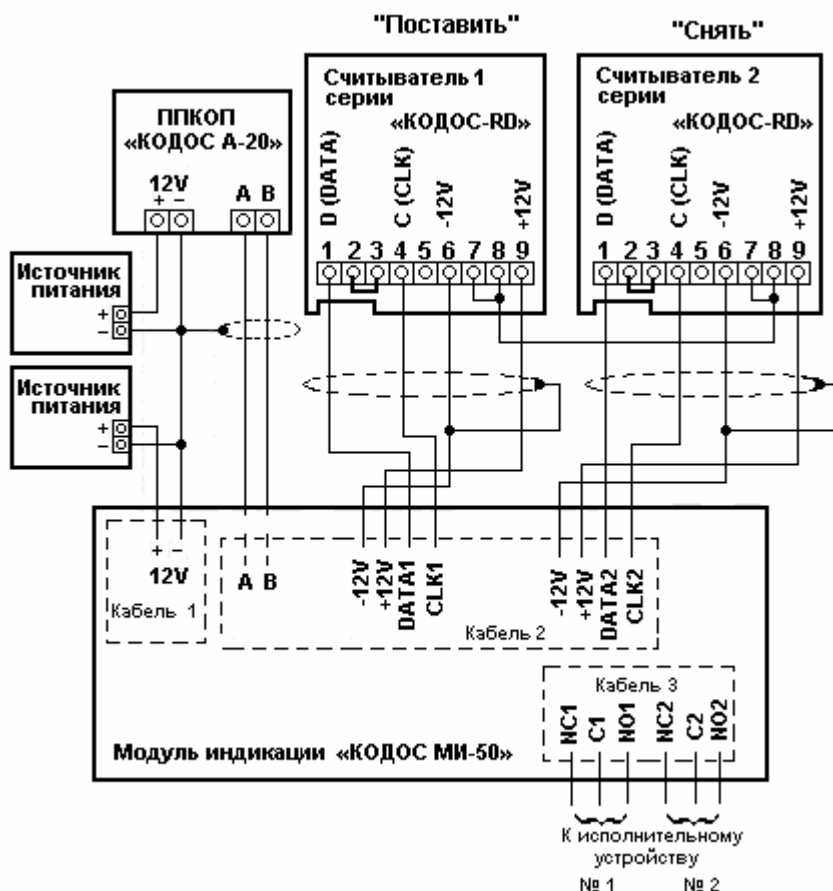 "Поставить"
"Снять"
Считыватель 1
серии
«КОДОС-RD»
D (DATA)
C (CLK)
-12V
+12V
1 2 3 4 5 6 7 8 9
Считыватель 2
серии
«КОДОС-RD»
D (DATA)
C (CLK)
-12V
+12V
1 2 3 4 5 6 7 8 9
ППКОП
«КОДОС А-20»
12V
+ −
A B
Источник
питания
+
−
Источник
питания
+
−
+ −
12V
Кабель 1
A B
-12V
+12V
DATA1
CLK1
-12V
+12V
DATA2
CLK2
Кабель 2
Кабель 3
NC1
C1
NO1
NC2
C2
NO2
Модуль индикации «КОДОС МИ-50»
К исполнительному
устройству
№ 1 № 2